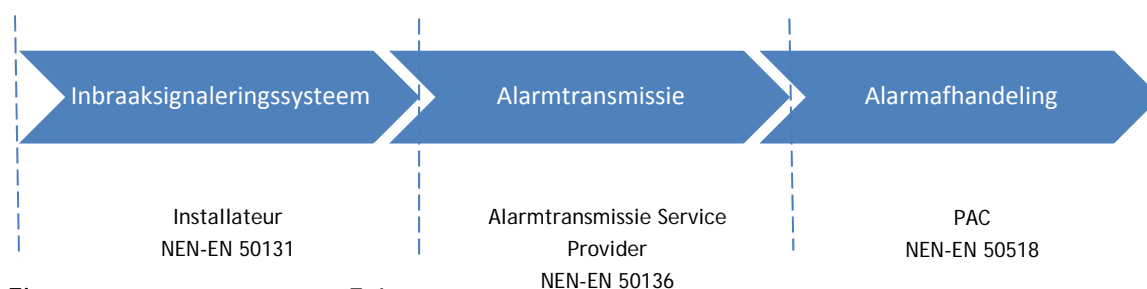 Inbraaksignaleringssysteem
Alarmtransmissie
Alarmafhandeling
Installateur
NEN-EN 50131
Alarmtransmissie Service
Provider
NEN-EN 50136
PAC
NEN-EN 50518